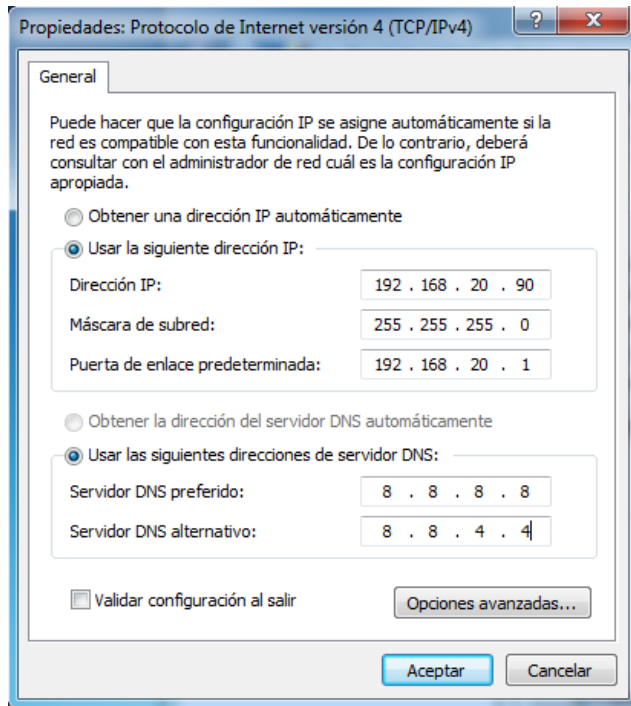 Propiedades: Protocolo de Internet versión 4 (TCP/IPv4)
?
X
General
Puede hacer que la configuración IP se asigne automáticamente si la
red es compatible con esta funcionalidad. De lo contrario, deberá
consultar con el administrador de red cuál es la configuración IP
apropiada.
Obtener una dirección IP automáticamente
Usar la siguiente dirección IP:
Dirección IP: 192 . 168 . 20 . 90
Máscara de subred: 255 . 255 . 255 . 0
Puerta de enlace predeterminada: 192 . 168 . 20 . 1
Obtener la dirección del servidor DNS automáticamente
Usar las siguientes direcciones de servidor DNS:
Servidor DNS preferido: 8 . 8 . 8 . 8
Servidor DNS alternativo: 8 . 8 . 4 . 4
Validar configuración al salir
Opciones avanzadas...
Aceptar
Cancelar